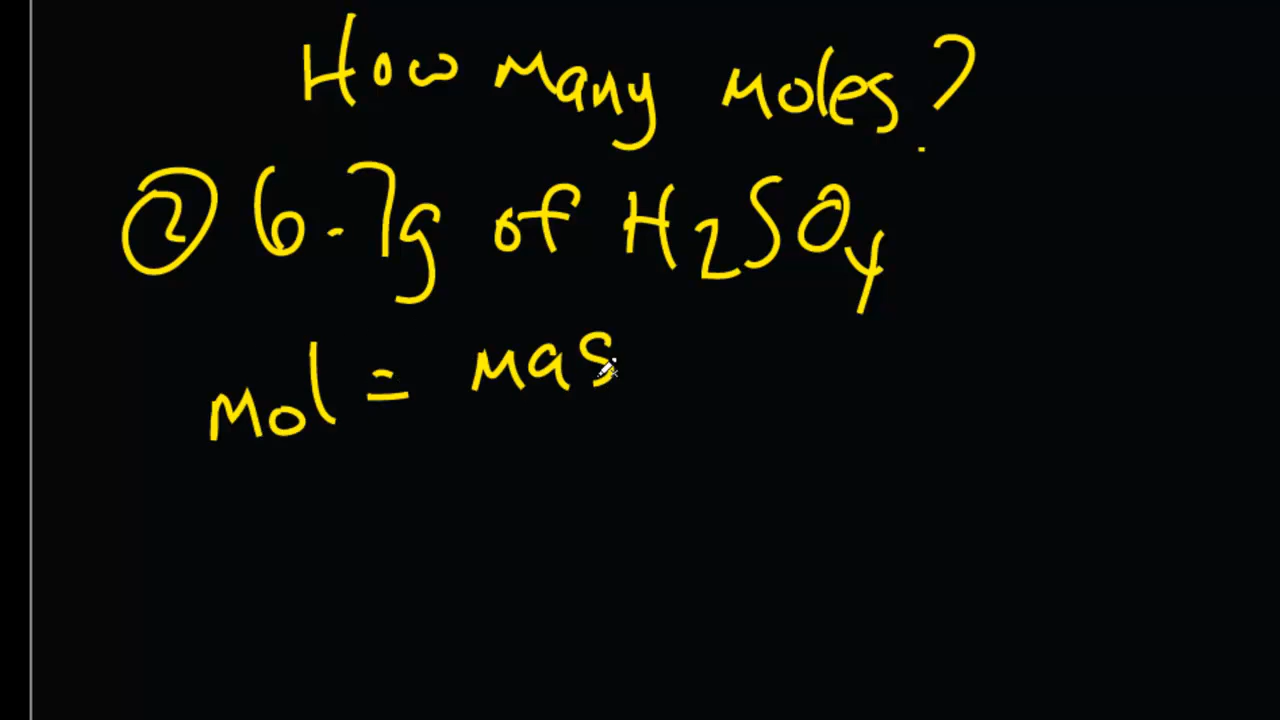 How many moles?
② 6.7g of H₂SO₄
mol = mas